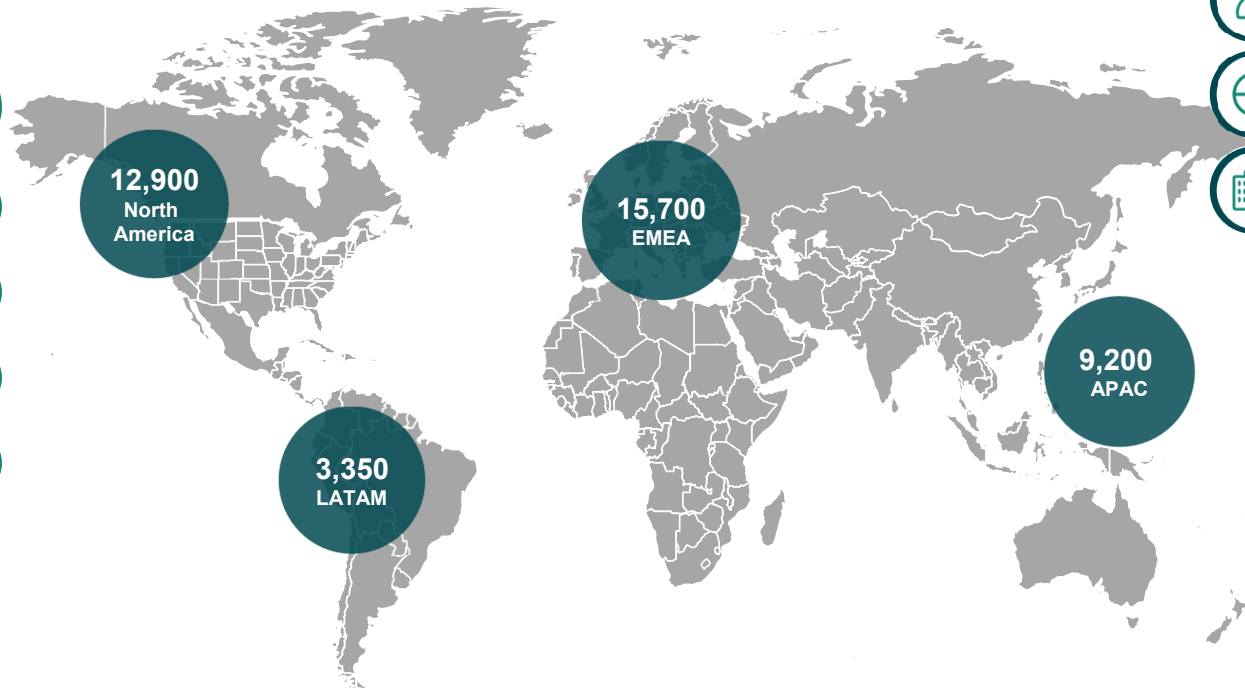 12,900
North
America
15,700
EMEA
9,200
APAC
3,350
LATAM